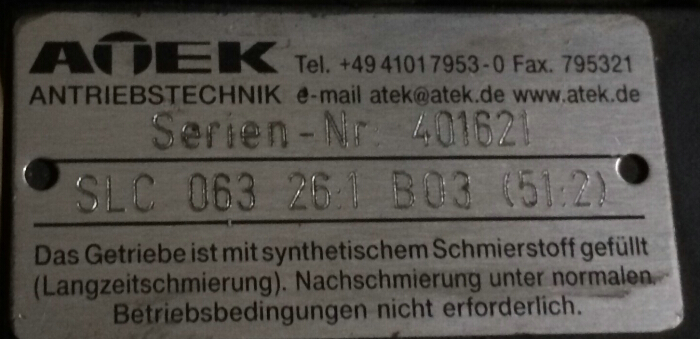 ATEK Tel. +49 41017953-0 Fax. 795321
ANTRIEBSTECHNIK e-mail atek@atek.de www.atek.de
Serien-Nr. 401621
SLC 063 26:1 B03 (51:2)
Das Getriebe ist mit synthetischem Schmierstoff gefüllt
(Langzeitschmierung). Nachschmierung unter normalen
Betriebsbedingungen nicht erforderlich.